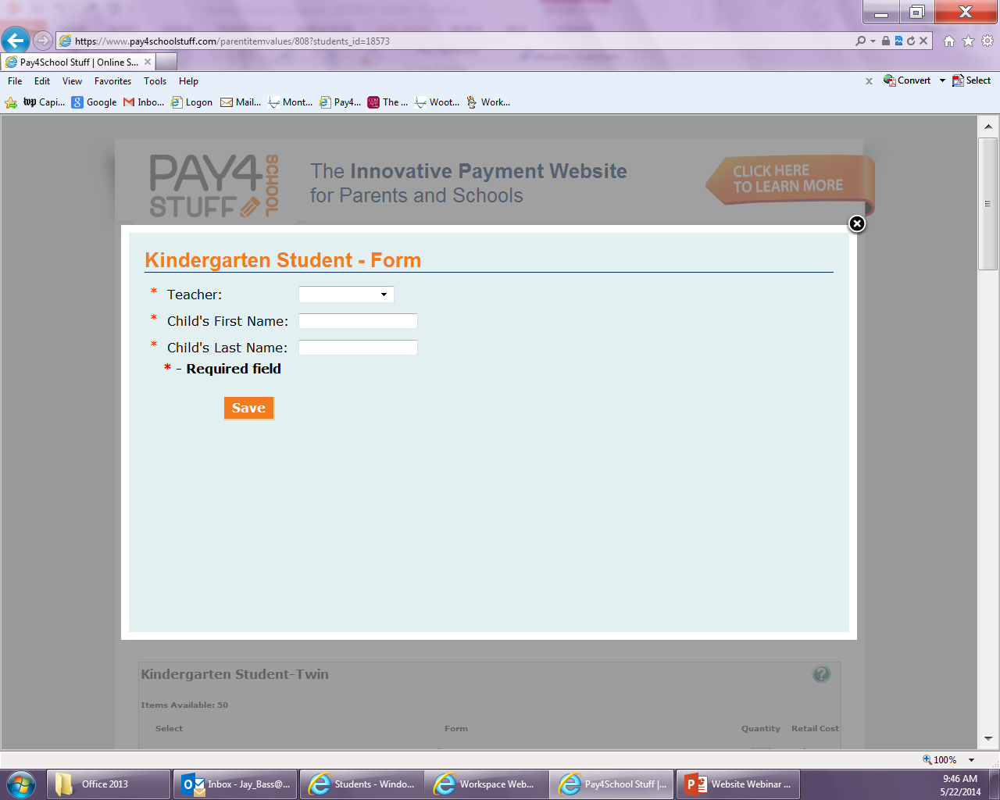 https://www.pay4schoolstuff.com/parentitemvalues/808?students_id=18573
Pay4School Stuff | Online S...
File Edit View Favorites Tools Help
x Convert Select
Capi... Google Inbo... Logon Mail... Mont... Pay4... The ... Woot... Work...
PAY4 SCHOOL STUFF
The Innovative Payment Website
for Parents and Schools
CLICK HERE
TO LEARN MORE
Kindergarten Student - Form
* Teacher:
* Child's First Name:
* Child's Last Name:
* - Required field
Save
Kindergarten Student-Twin
Items Available: 50
Select Form Quantity Retail Cost
100%
Office 2013 Inbox - Jay_Bass@... Students - Windo... Workspace Web... Pay4School Stuff |... Website Webinar ...
9:46 AM
5/22/2014